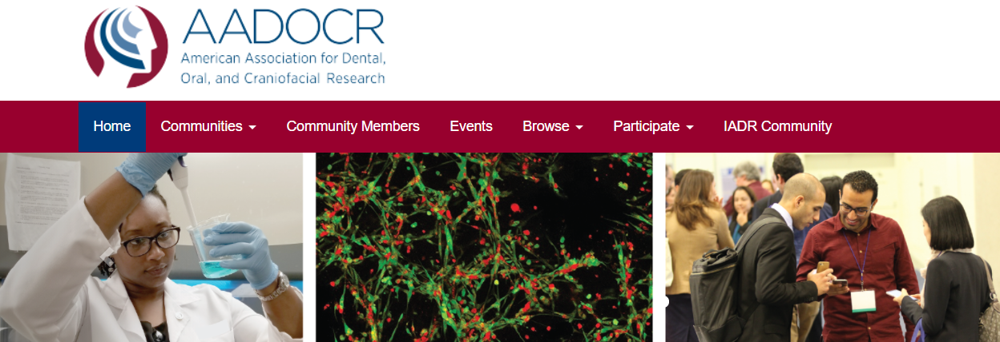 AADOCR
American Association for Dental,
Oral, and Craniofacial Research
Home Communities Community Members Events Browse Participate IADR Community